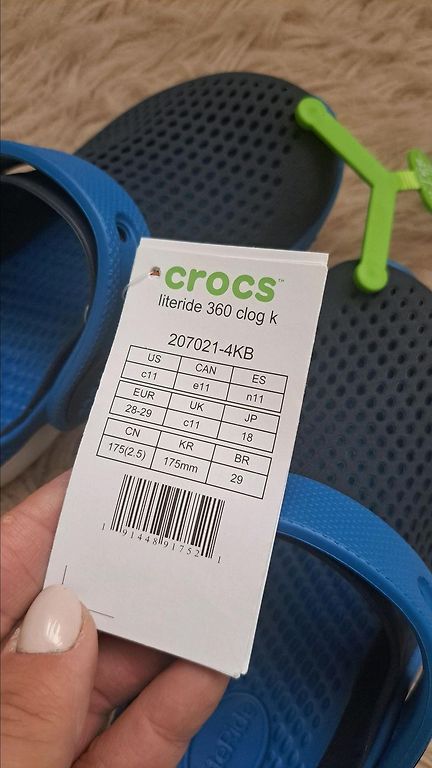 crocs™
literide 360 clog k
207021-4KB
US CAN ES
c11 e11 n11
EUR UK JP
28-29 c11 18
CN KR BR
175(2.5) 175mm 29
1 91448 91752 1